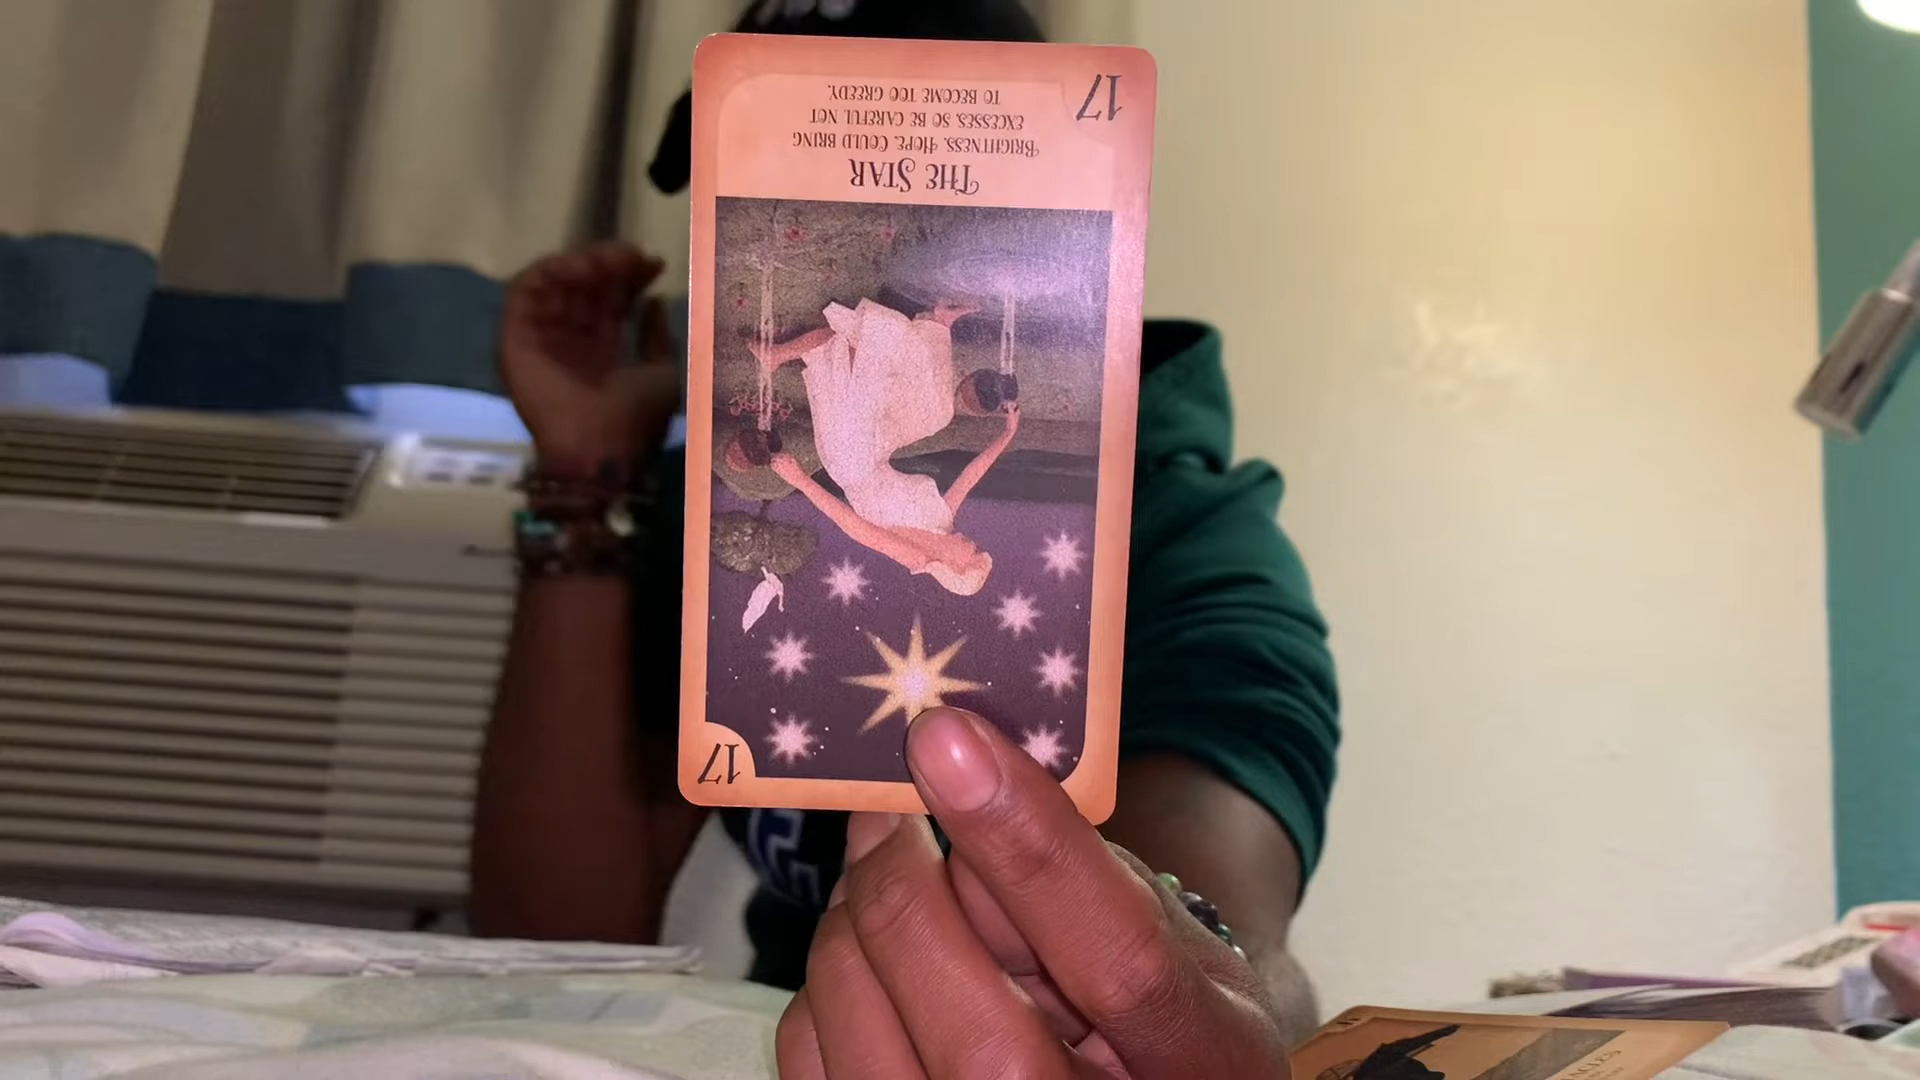 17
THE STAR
BRIGHTNESS. HOPE. COULD BRING
EXCESSES, SO BE CAREFUL NOT
TO BECOME TOO GREEDY.
17